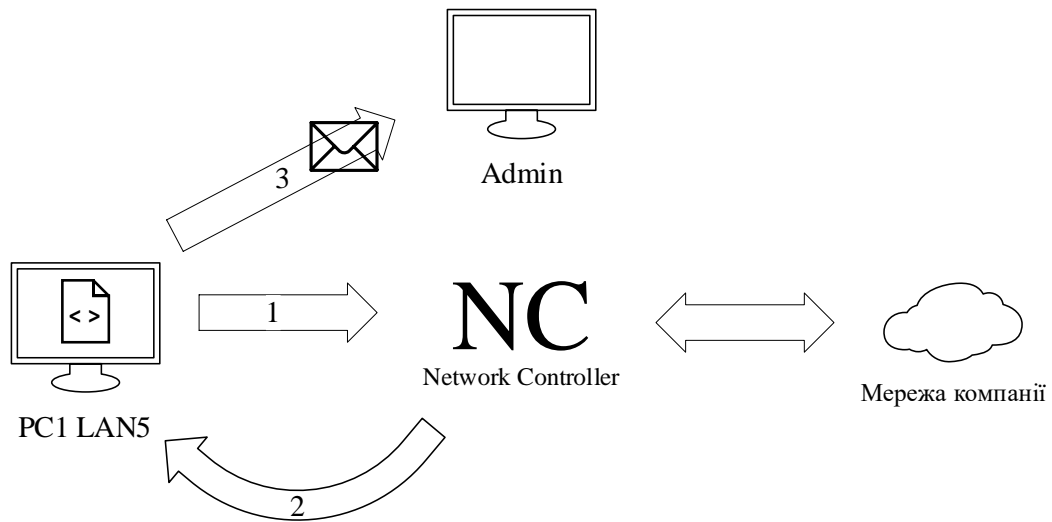 Admin
3
1
NC
Network Controller
Мережа компанії
< >
PC1 LAN5
2